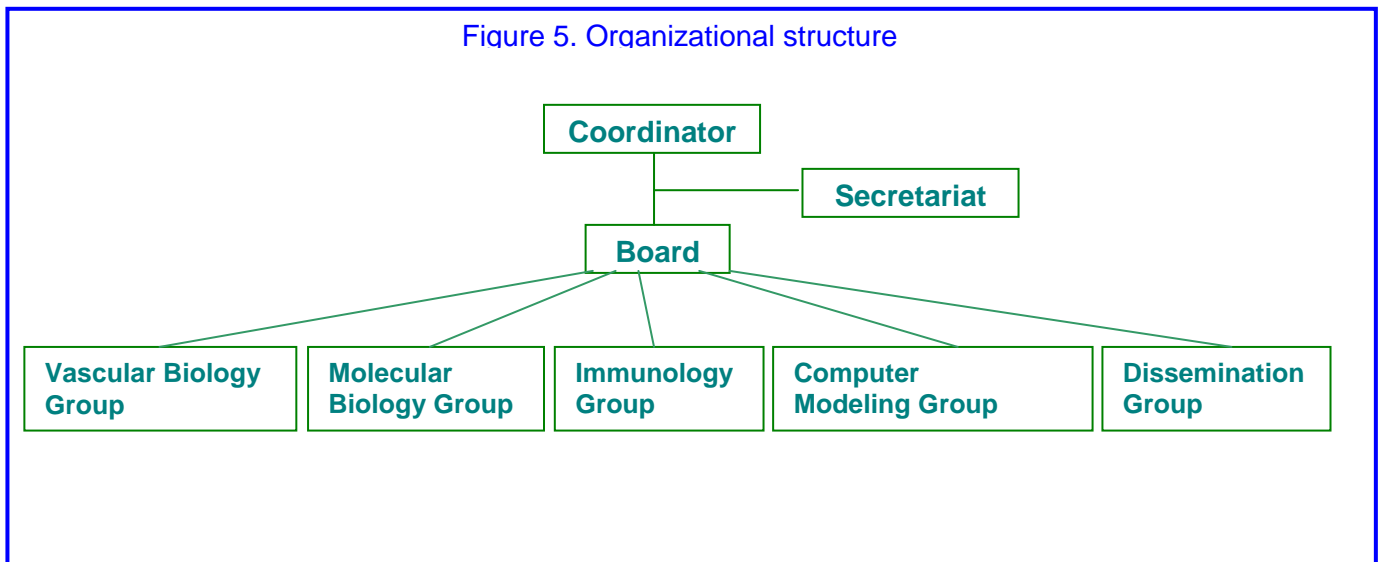 Figure 5. Organizational structure
Coordinator
Secretariat
Board
Vascular Biology
Group
Molecular
Biology Group
Immunology
Group
Computer
Modeling Group
Dissemination
Group